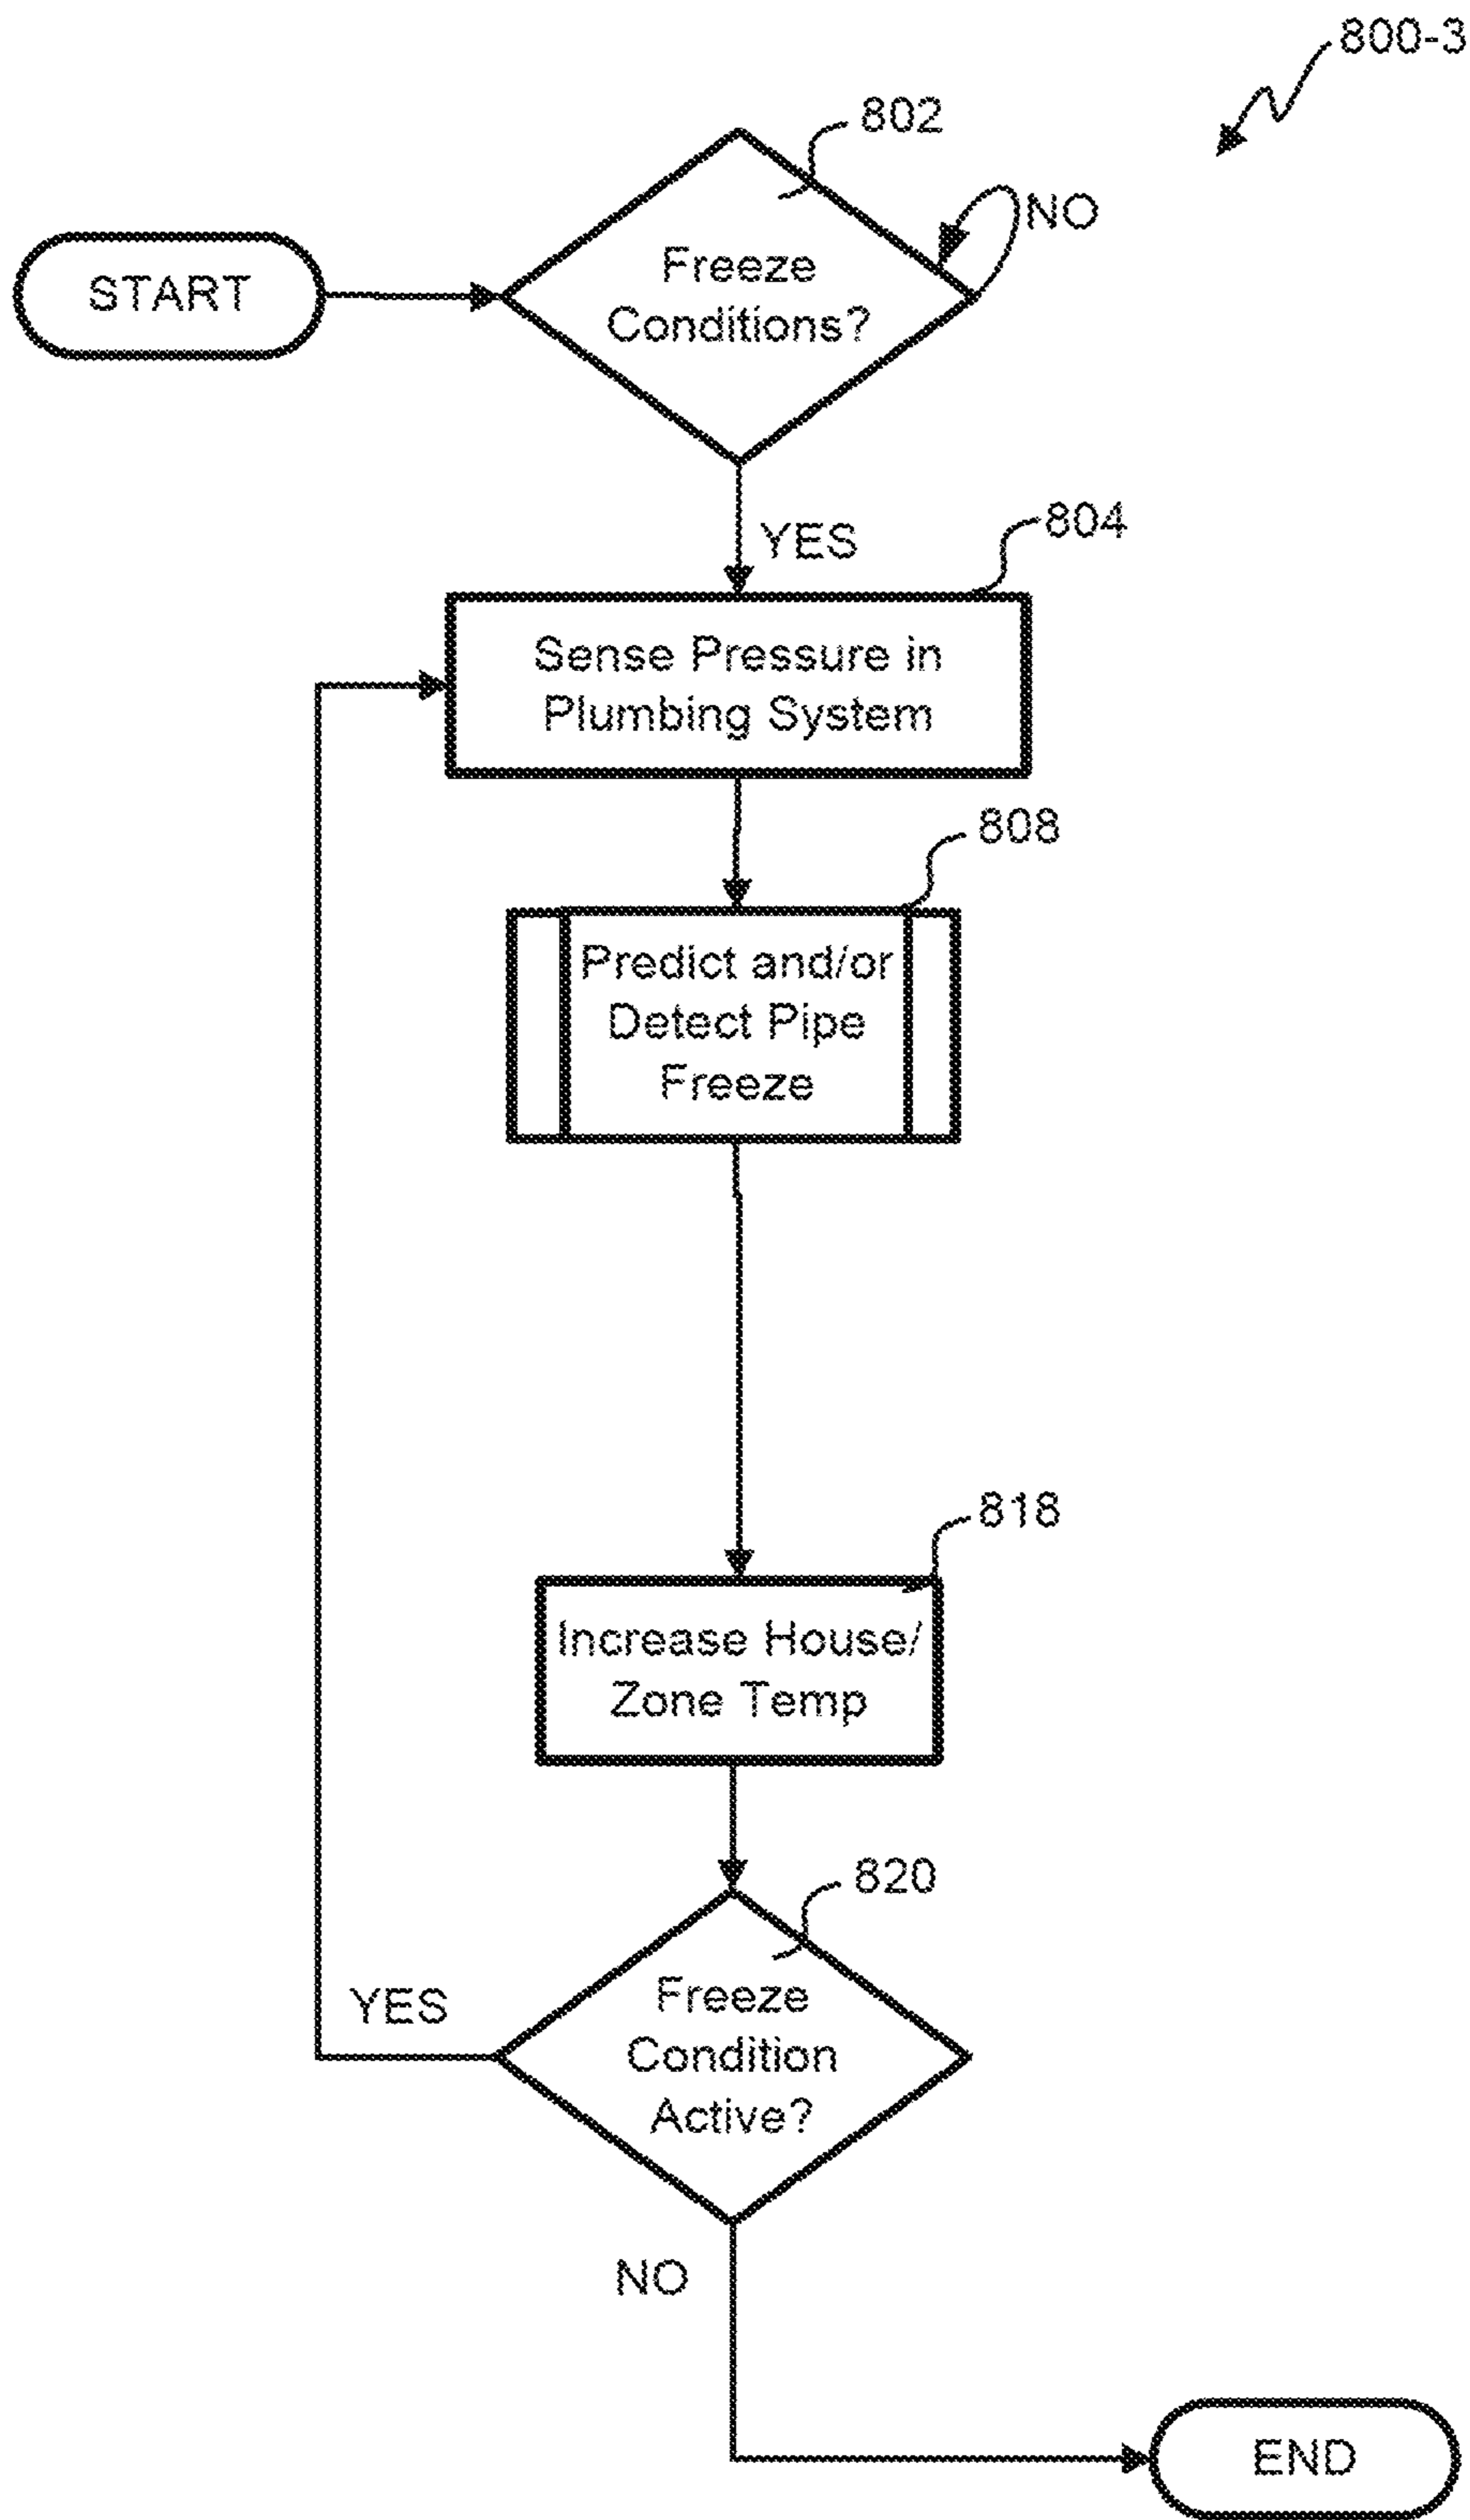 800-3
802
NO
START
Freeze
Conditions?
YES
804
Sense Pressure in
Plumbing System
808
Predict and/or
Detect Pipe
Freeze
818
Increase House/
Zone Temp
820
YES
Freeze
Condition
Active?
NO
END